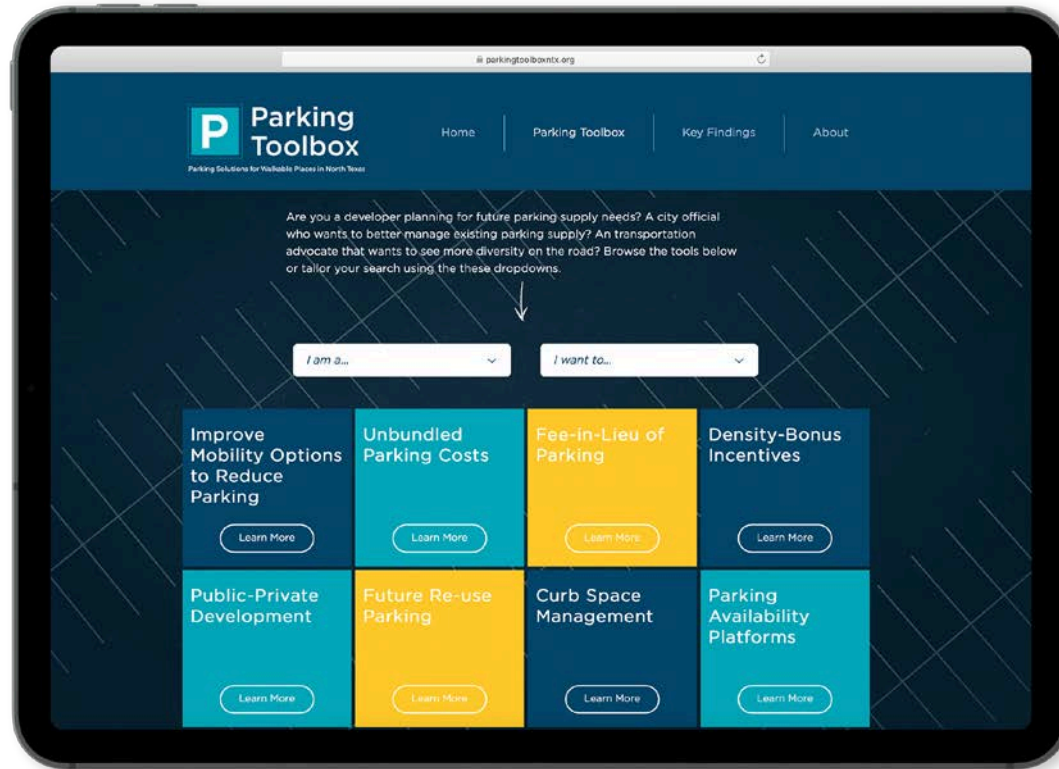 parkingtoolboxntx.org
P
Parking
Toolbox
Parking Solutions for Walkable Places in North Texas
Home
Parking Toolbox
Key Findings
About
Are you a developer planning for future parking supply needs? A city official
who wants to better manage existing parking supply? An transportation
advocate that wants to see more diversity on the road? Browse the tools below
or tailor your search using the these dropdowns.
I am a...
I want to...
Improve
Mobility Options
to Reduce
Parking
Learn More
Unbundled
Parking Costs
Learn More
Fee-in-Lieu of
Parking
Learn More
Density-Bonus
Incentives
Learn More
Public-Private
Development
Learn More
Future Re-use
Parking
Learn More
Curb Space
Management
Learn More
Parking
Availability
Platforms
Learn More